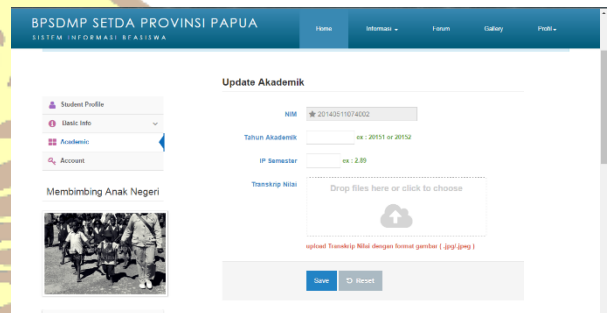 BPSDMP SETDA PROVINSI PAPUA
SISTEM INFORMASI BEASISWA
Home Informasi Forum Gallery Profil
Update Akademik
Student Profile
Basic Info
Academic
Account
Membimbing Anak Negeri
NIM 20140511074002
Tahun Akademik ex : 20151 or 20152
IP Semester ex : 2.89
Transkrip Nilai Drop files here or click to choose
upload Transkrip Nilai dengan format gambar ( .jpg/.jpeg )
Save Reset